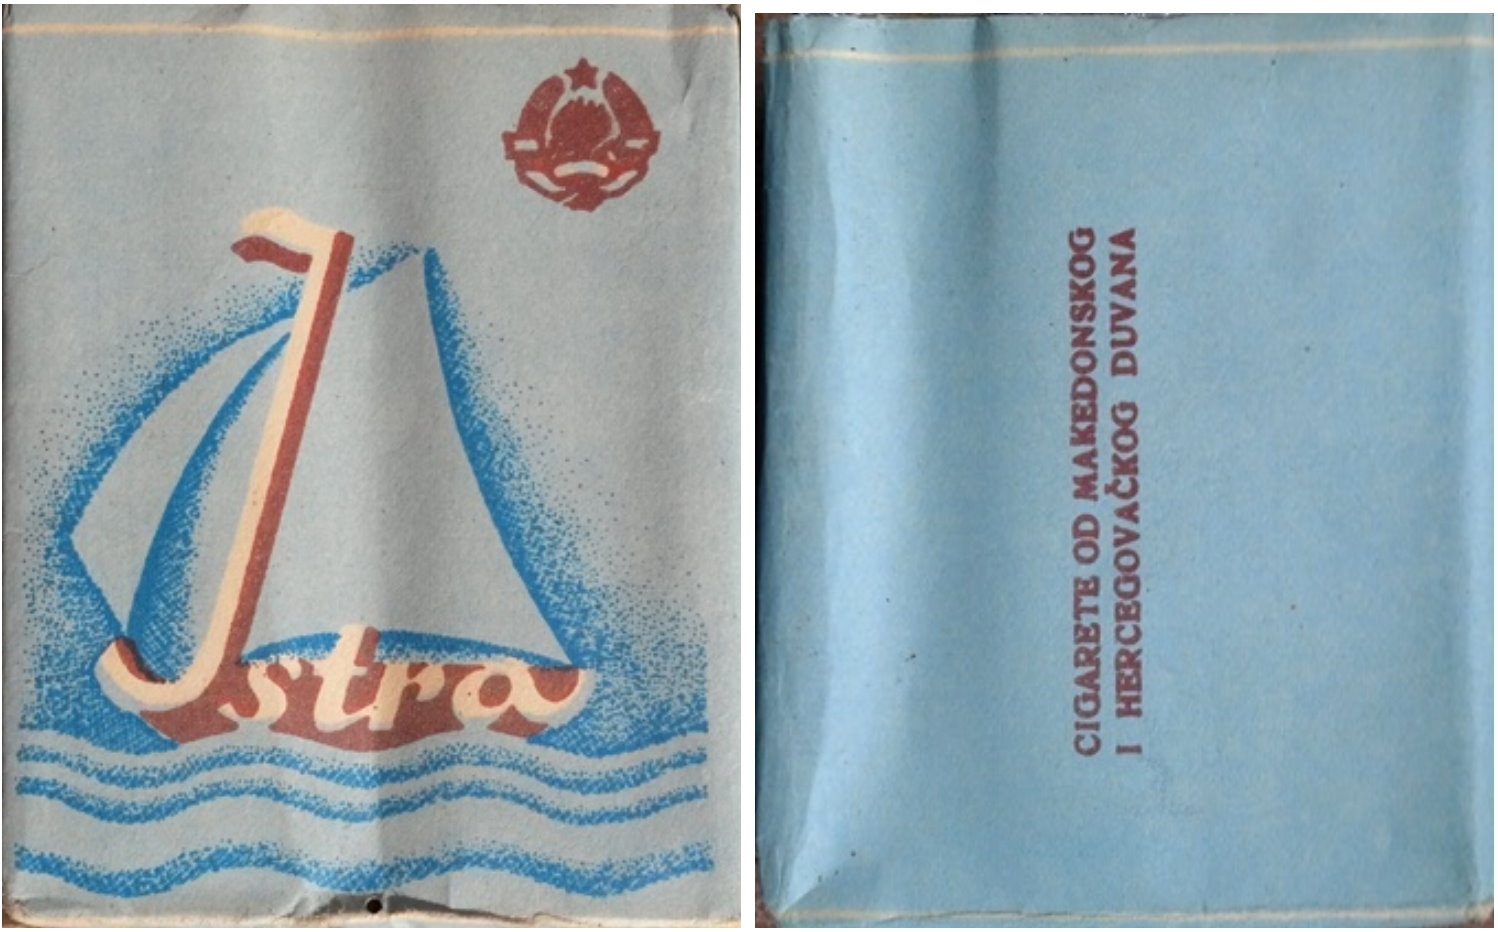 Istra
CIGARETE OD MAKEDONSKOG
I HERCEGOVAČKOG DUVANA